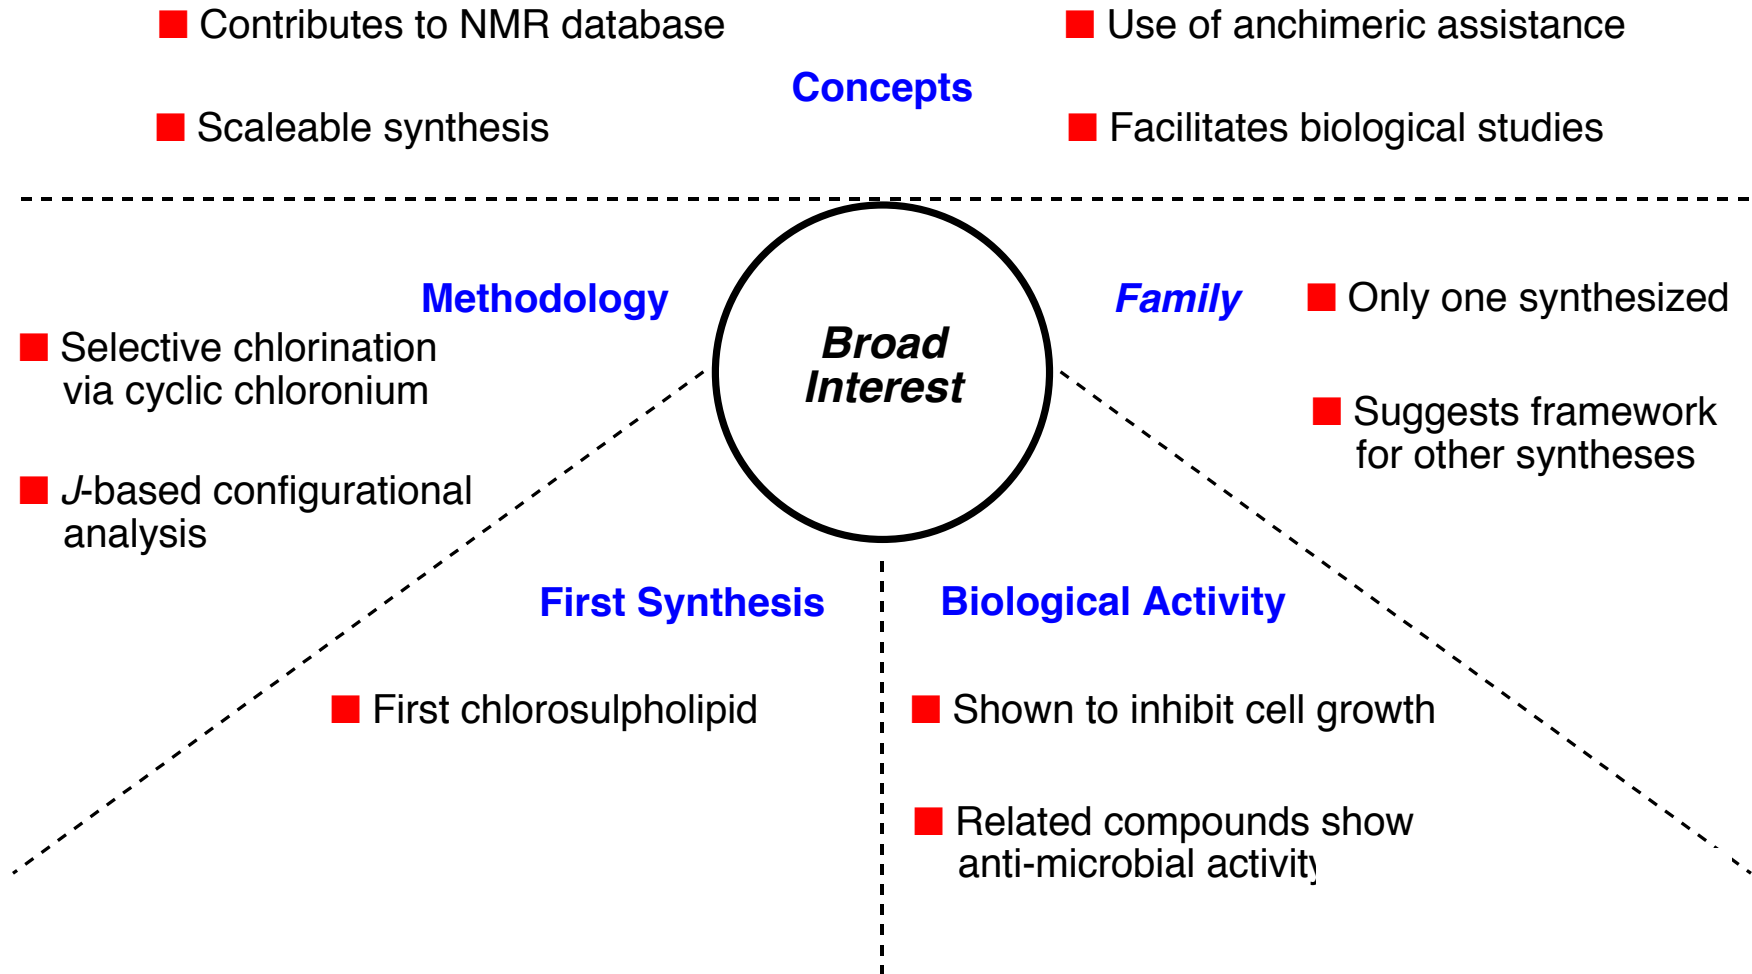 Contributes to NMR database
Use of anchimeric assistance
Concepts
Scaleable synthesis
Facilitates biological studies
Methodology
Selective chlorination
via cyclic chloronium
J-based configurational
analysis
Broad
Interest
Family
Only one synthesized
Suggests framework
for other syntheses
First Synthesis
First chlorosulpholipid
Biological Activity
Shown to inhibit cell growth
Related compounds show
anti-microbial activity